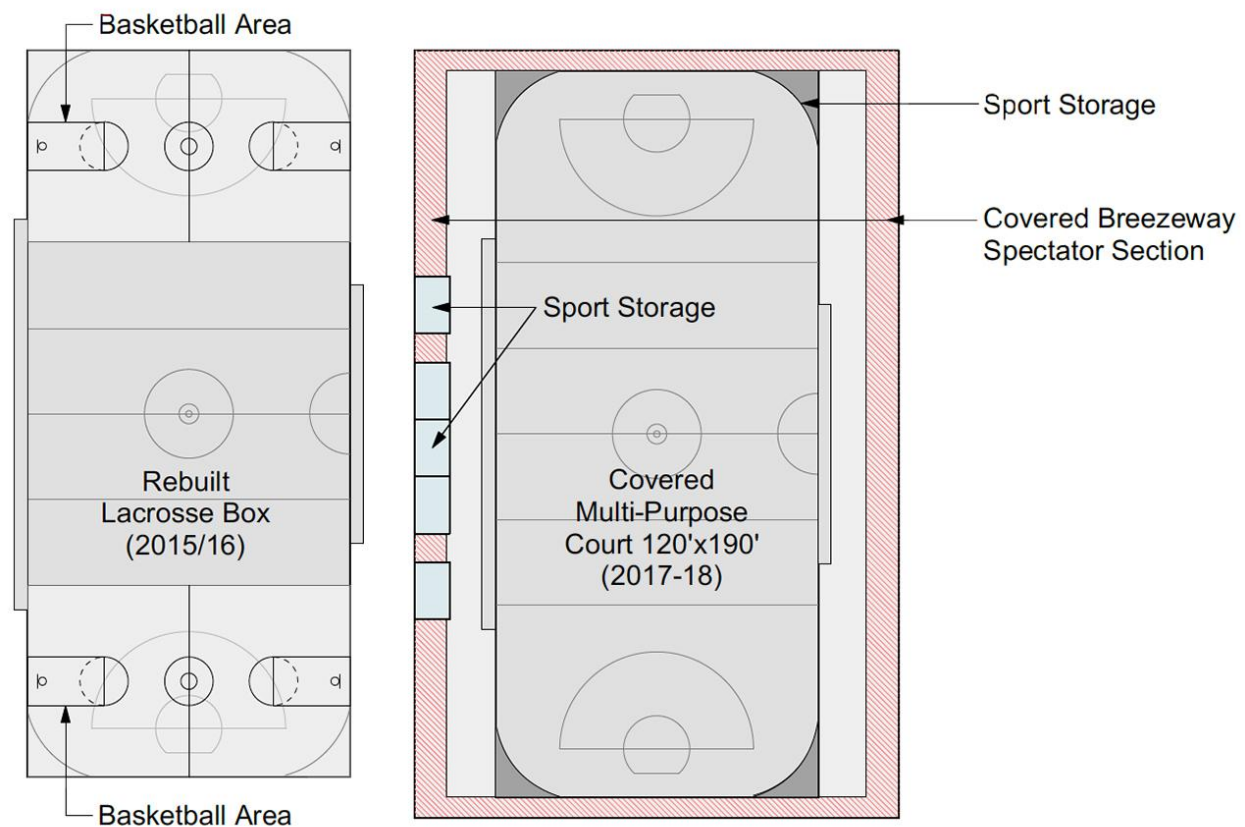 Basketball Area
Sport Storage
Covered Breezeway
Spectator Section
Sport Storage
Rebuilt
Lacrosse Box
(2015/16)
Covered
Multi-Purpose
Court 120'x190'
(2017-18)
Basketball Area